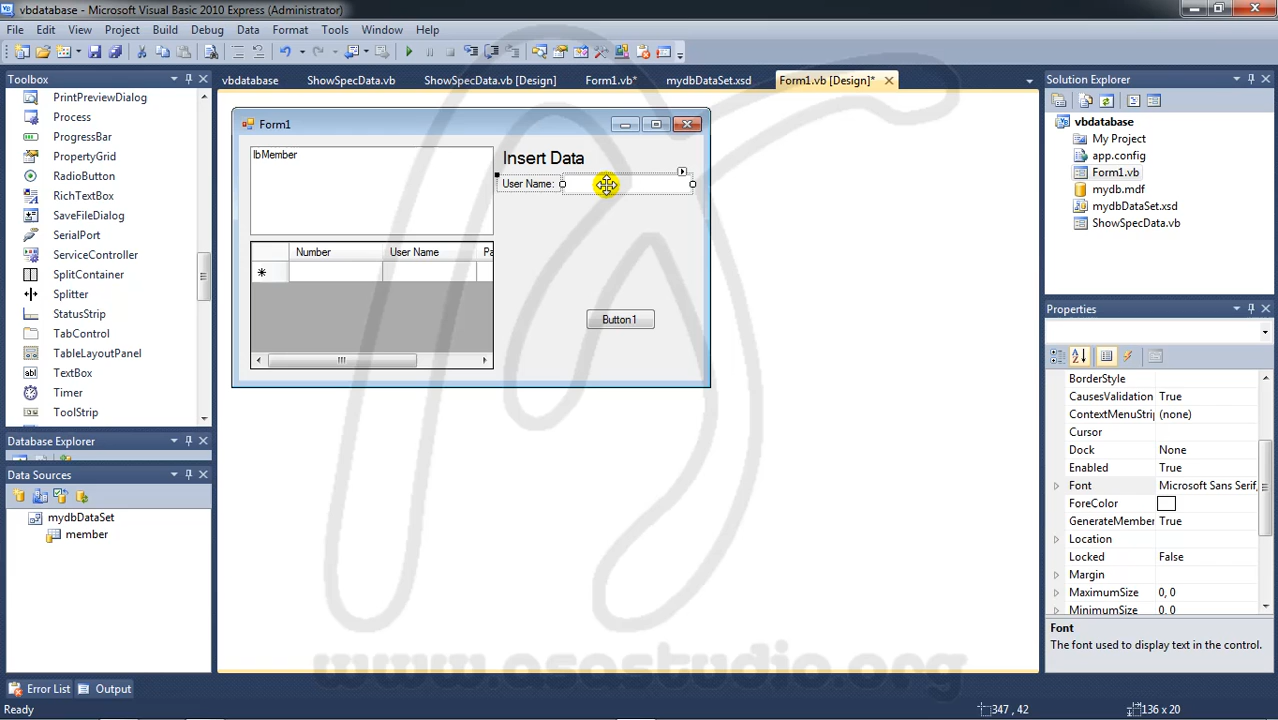 vbdatabase - Microsoft Visual Basic 2010 Express (Administrator)
File Edit View Project Build Debug Data Format Tools Window Help
Toolbox
PrintPreviewDialog
Process
ProgressBar
PropertyGrid
RadioButton
RichTextBox
SaveFileDialog
SerialPort
ServiceController
SplitContainer
Splitter
StatusStrip
TabControl
TableLayoutPanel
TextBox
Timer
ToolStrip
Database Explorer
Data Sources
mydbDataSet
member
vbdatabase ShowSpecData.vb ShowSpecData.vb [Design] Form1.vb* mydbDataSet.xsd Form1.vb [Design]*
Form1
lbMember
Insert Data
User Name:
Number User Name Pa
Button1
www.asastudio.org
Solution Explorer
vbdatabase
My Project
app.config
Form1.vb
mydb.mdf
mydbDataSet.xsd
ShowSpecData.vb
Properties
BorderStyle
CausesValidation True
ContextMenuStrip (none)
Cursor
Dock None
Enabled True
Font Microsoft Sans Serif,
ForeColor
GenerateMember True
Location
Locked False
Margin
MaximumSize 0, 0
MinimumSize 0, 0
Font
The font used to display text in the control.
Error List Output
Ready 347 , 42 136 x 20